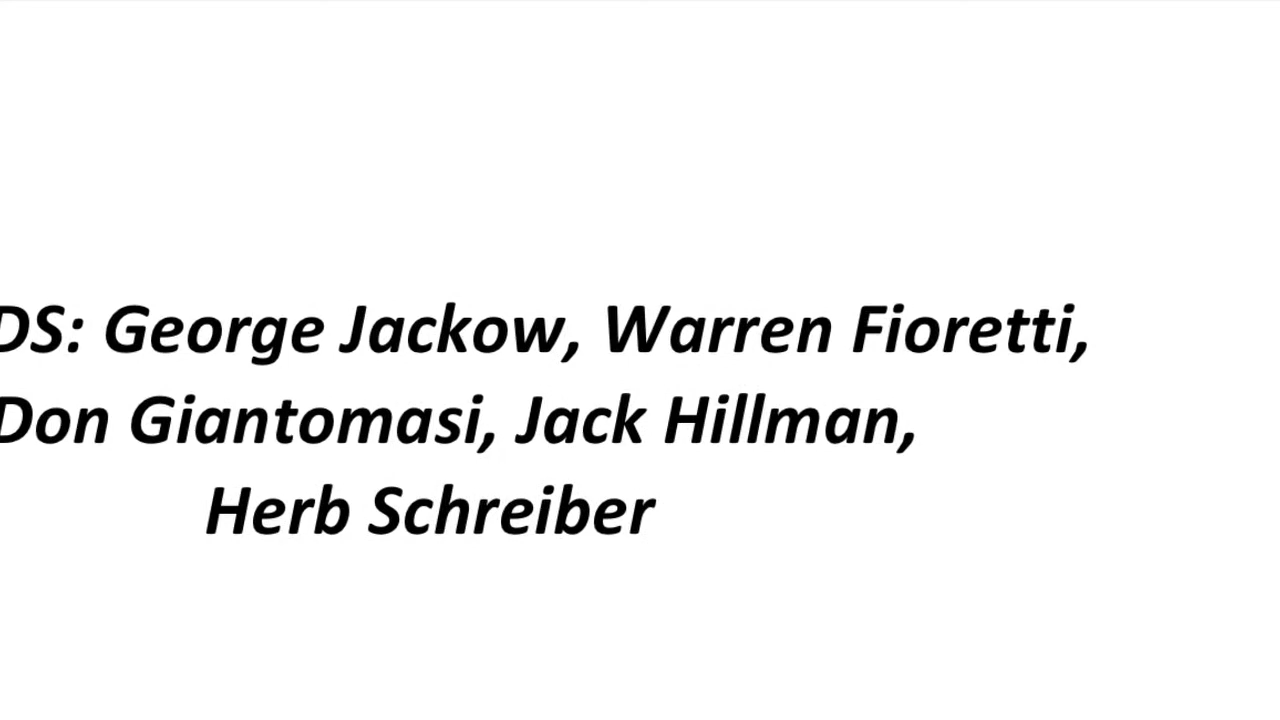 DS: George Jackow, Warren Fioretti,
Don Giantomasi, Jack Hillman,
Herb Schreiber